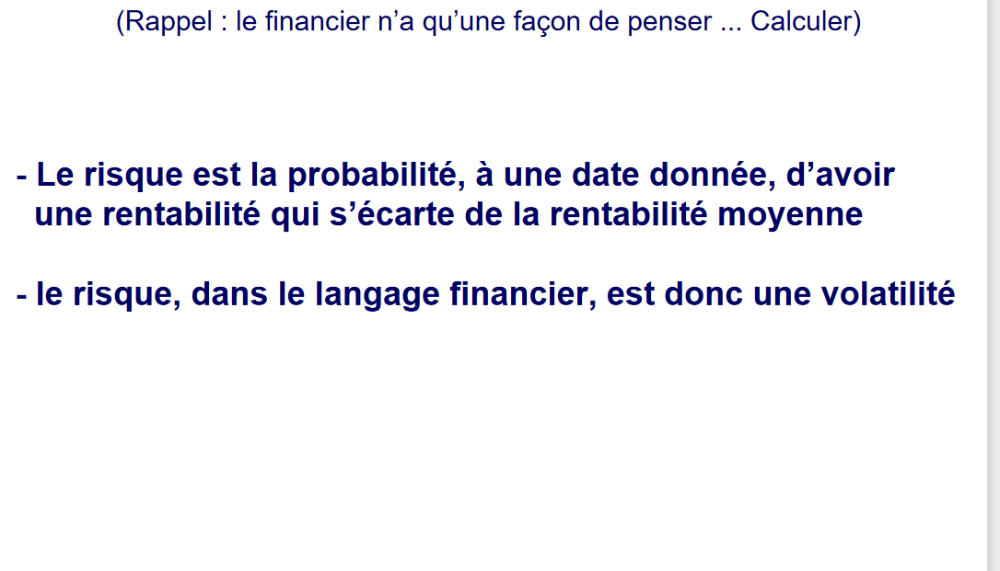 (Rappel : le financier n’a qu’une façon de penser ... Calculer)
- Le risque est la probabilité, à une date donnée, d’avoir
une rentabilité qui s’écarte de la rentabilité moyenne
- le risque, dans le langage financier, est donc une volatilité